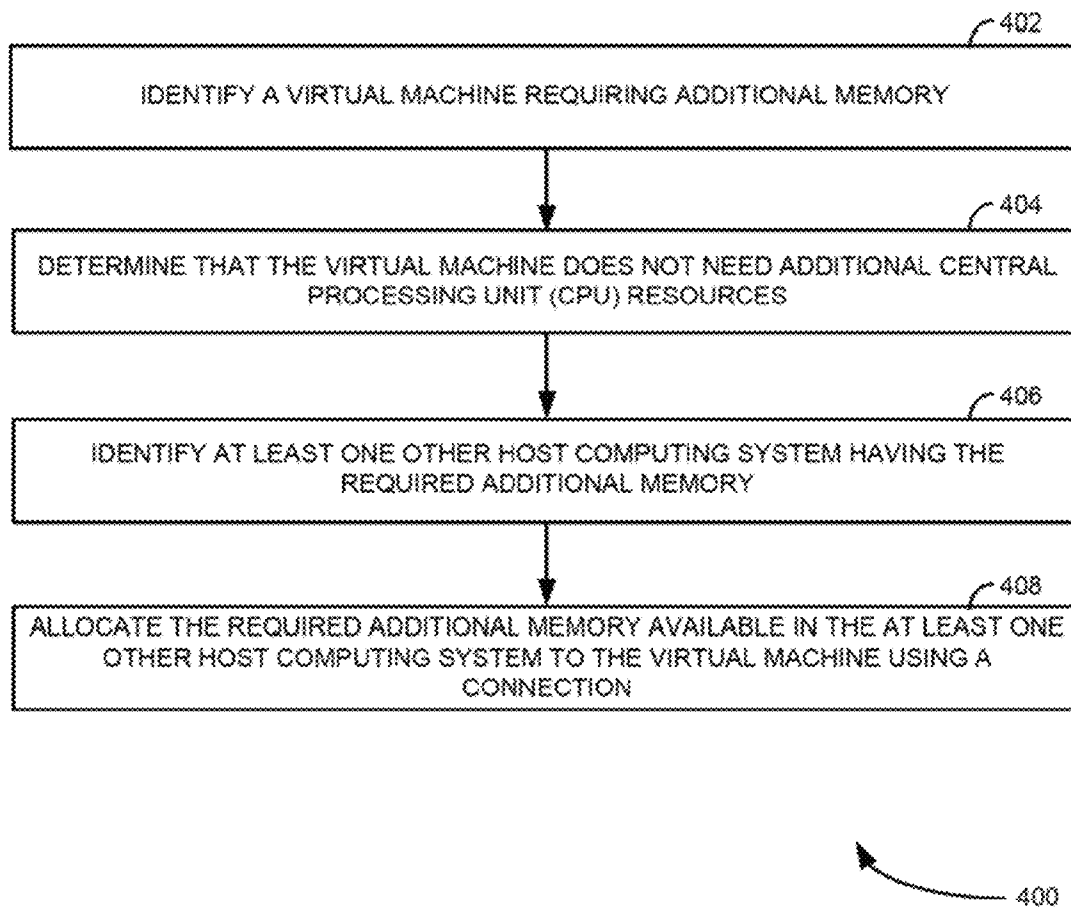 402
IDENTIFY A VIRTUAL MACHINE REQUIRING ADDITIONAL MEMORY
404
DETERMINE THAT THE VIRTUAL MACHINE DOES NOT NEED ADDITIONAL CENTRAL
PROCESSING UNIT (CPU) RESOURCES
406
IDENTIFY AT LEAST ONE OTHER HOST COMPUTING SYSTEM HAVING THE
REQUIRED ADDITIONAL MEMORY
408
ALLOCATE THE REQUIRED ADDITIONAL MEMORY AVAILABLE IN THE AT LEAST ONE
OTHER HOST COMPUTING SYSTEM TO THE VIRTUAL MACHINE USING A
CONNECTION
400